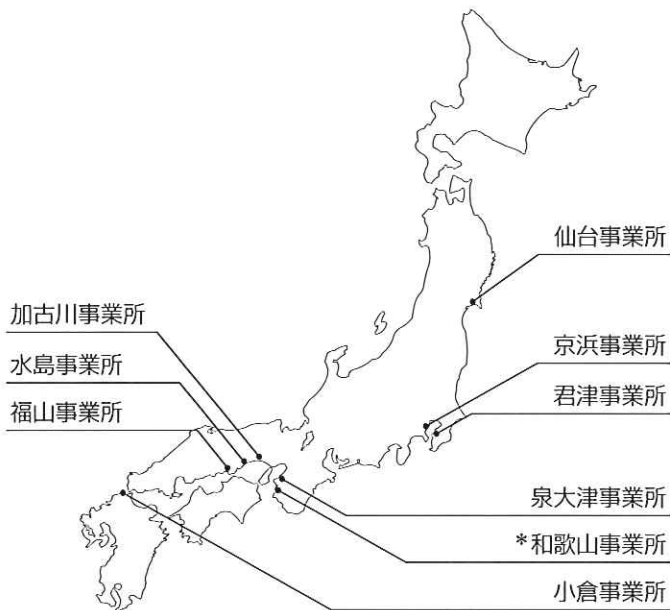 仙台事業所
加古川事業所
京浜事業所
水島事業所
君津事業所
福山事業所
泉大津事業所
*和歌山事業所
小倉事業所